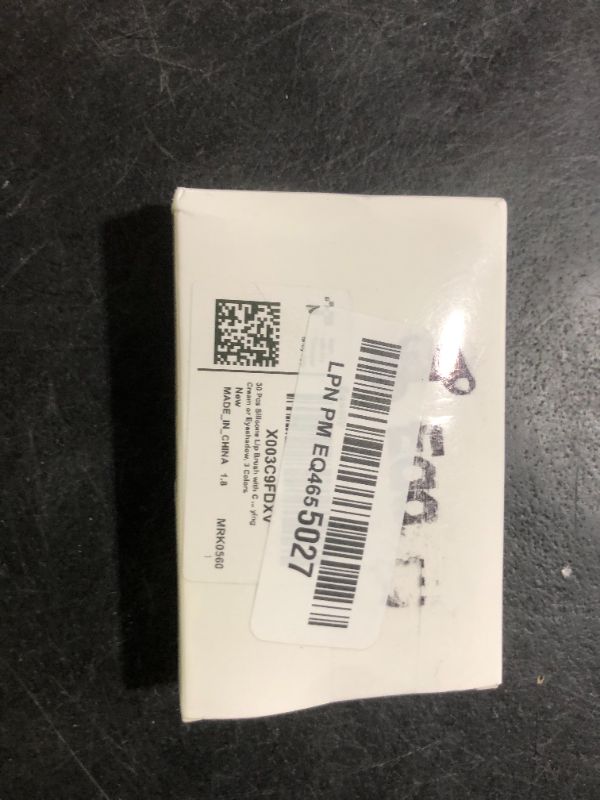 LPN PM EQ4655027
X003C9FDXV
30 Pcs Silicone Lip Brush with C ... ying
Cream or Eyeshadow, 3 Colors
New
MADE_IN_CHINA 1.8
MRK0560